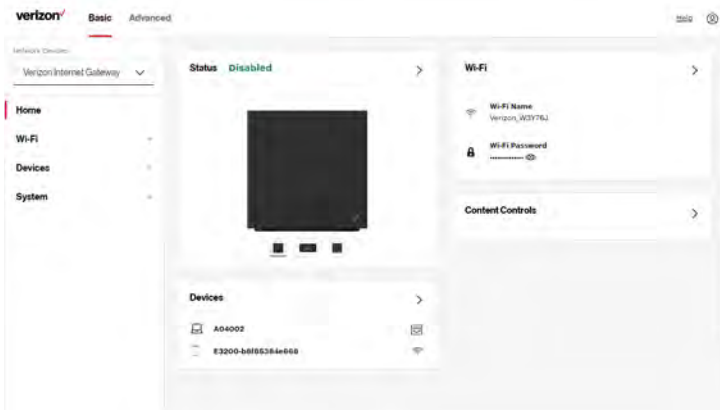 verizon
Basic
Advanced
Help
Network Devices:
Verizon Internet Gateway
Home
Wi-Fi
Devices
System
Status Disabled
Devices
A04002
E3200-b8f85384e668
Wi-Fi
Wi-Fi Name
Verizon_W3Y76J
Wi-Fi Password
Content Controls